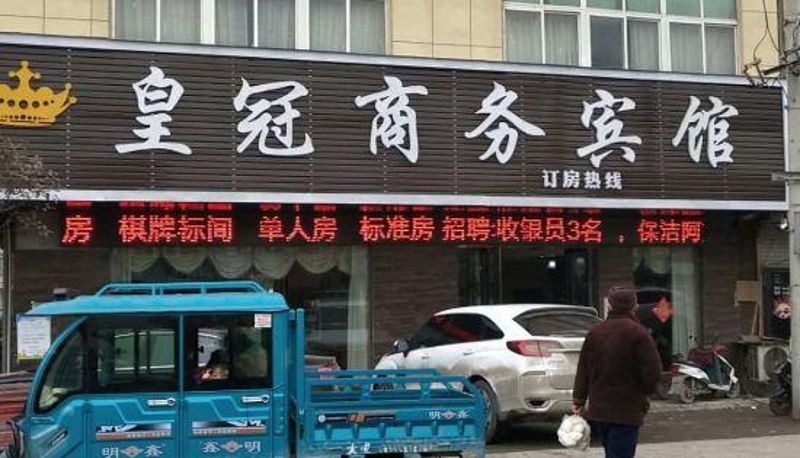 皇冠商务宾馆
订房热线
房 棋牌标间 单人房 标准房 招聘:收银员3名，保洁阿
明鑫
鑫明
明鑫